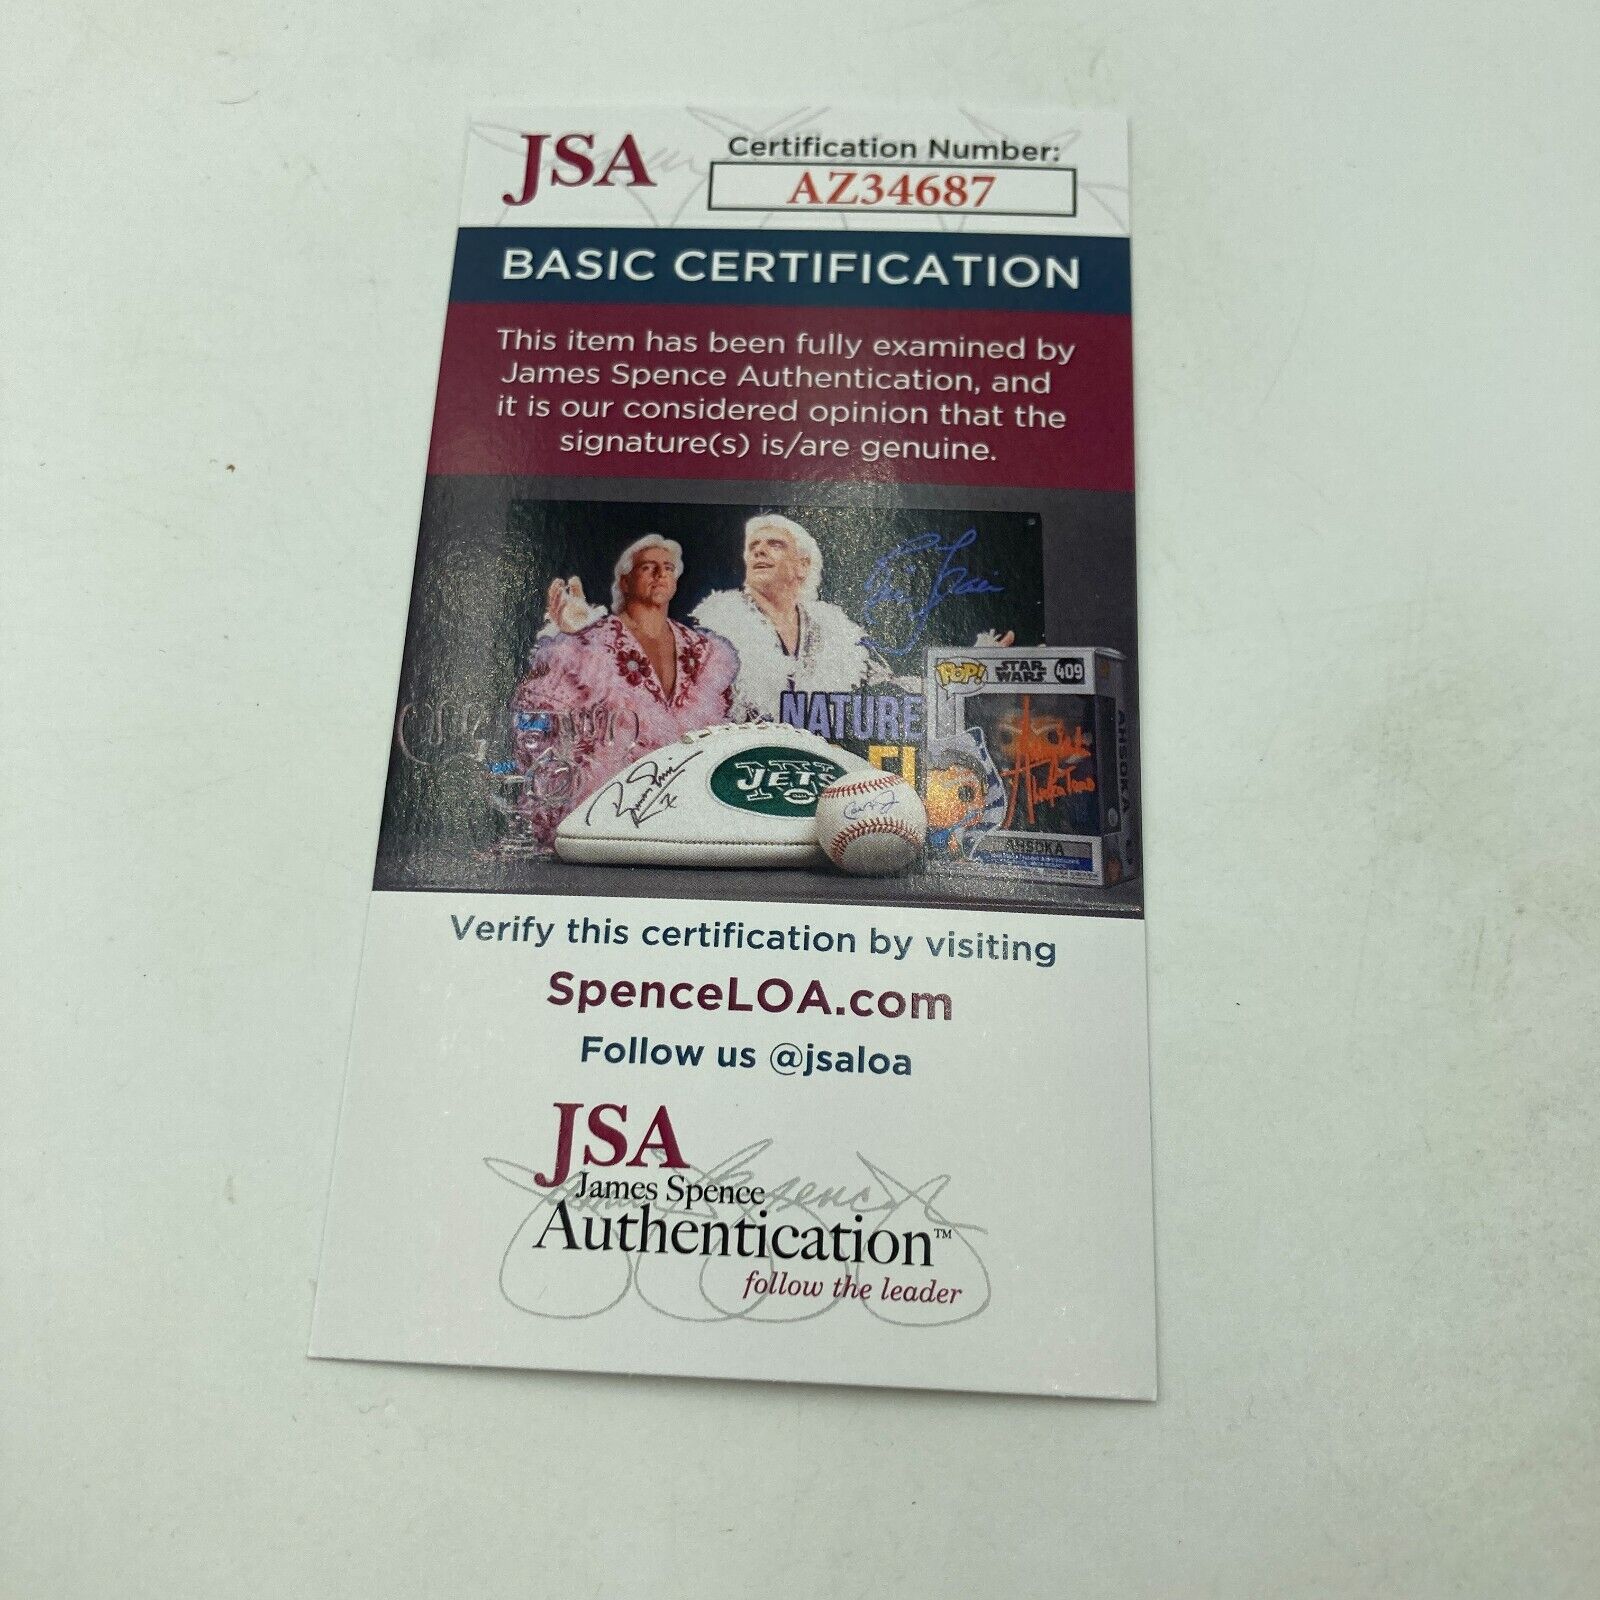 JSA
Certification Number:
AZ34687
BASIC CERTIFICATION
This item has been fully examined by
James Spence Authentication, and
it is our considered opinion that the
signature(s) is/are genuine.
POP! STAR WARS 409
NATURE
JETS
AHSOKA
AHSOKA
Verify this certification by visiting
SpenceLOA.com
Follow us @jsaloa
JSA
James Spence
Authentication™
follow the leader